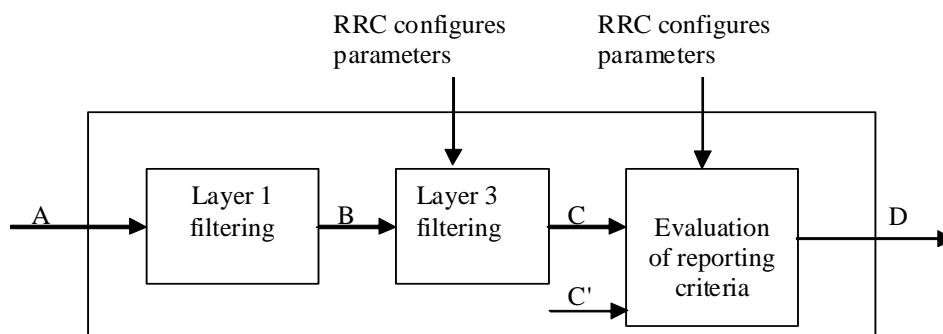 RRC configures
parameters
RRC configures
parameters
Layer 1
filtering
Layer 3
filtering
Evaluation
of reporting
criteria
A
B
C
C'
D